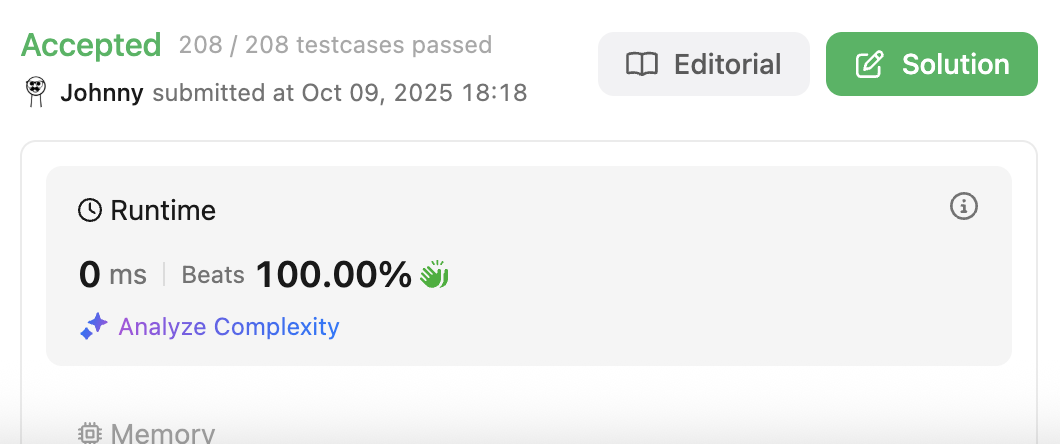 Accepted 208 / 208 testcases passed
Editorial
Solution
Johnny submitted at Oct 09, 2025 18:18
Runtime
0 ms | Beats 100.00%
Analyze Complexity
Memory